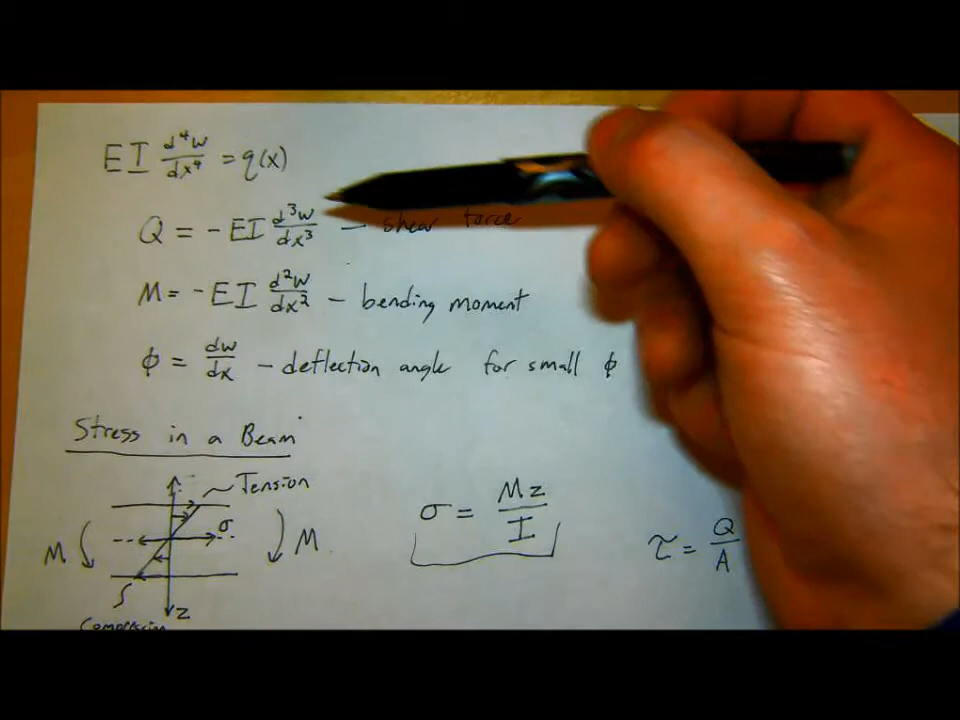 EI d⁴w/dx⁴ = q(x)
Q = -EI d³w/dx³ — shear force
M = -EI d²w/dx² — bending moment
ϕ = dw/dx — deflection angle for small ϕ
Stress in a Beam
Tension
σ
M
M
z
Compression
σ = Mz/I
τ = Q/A